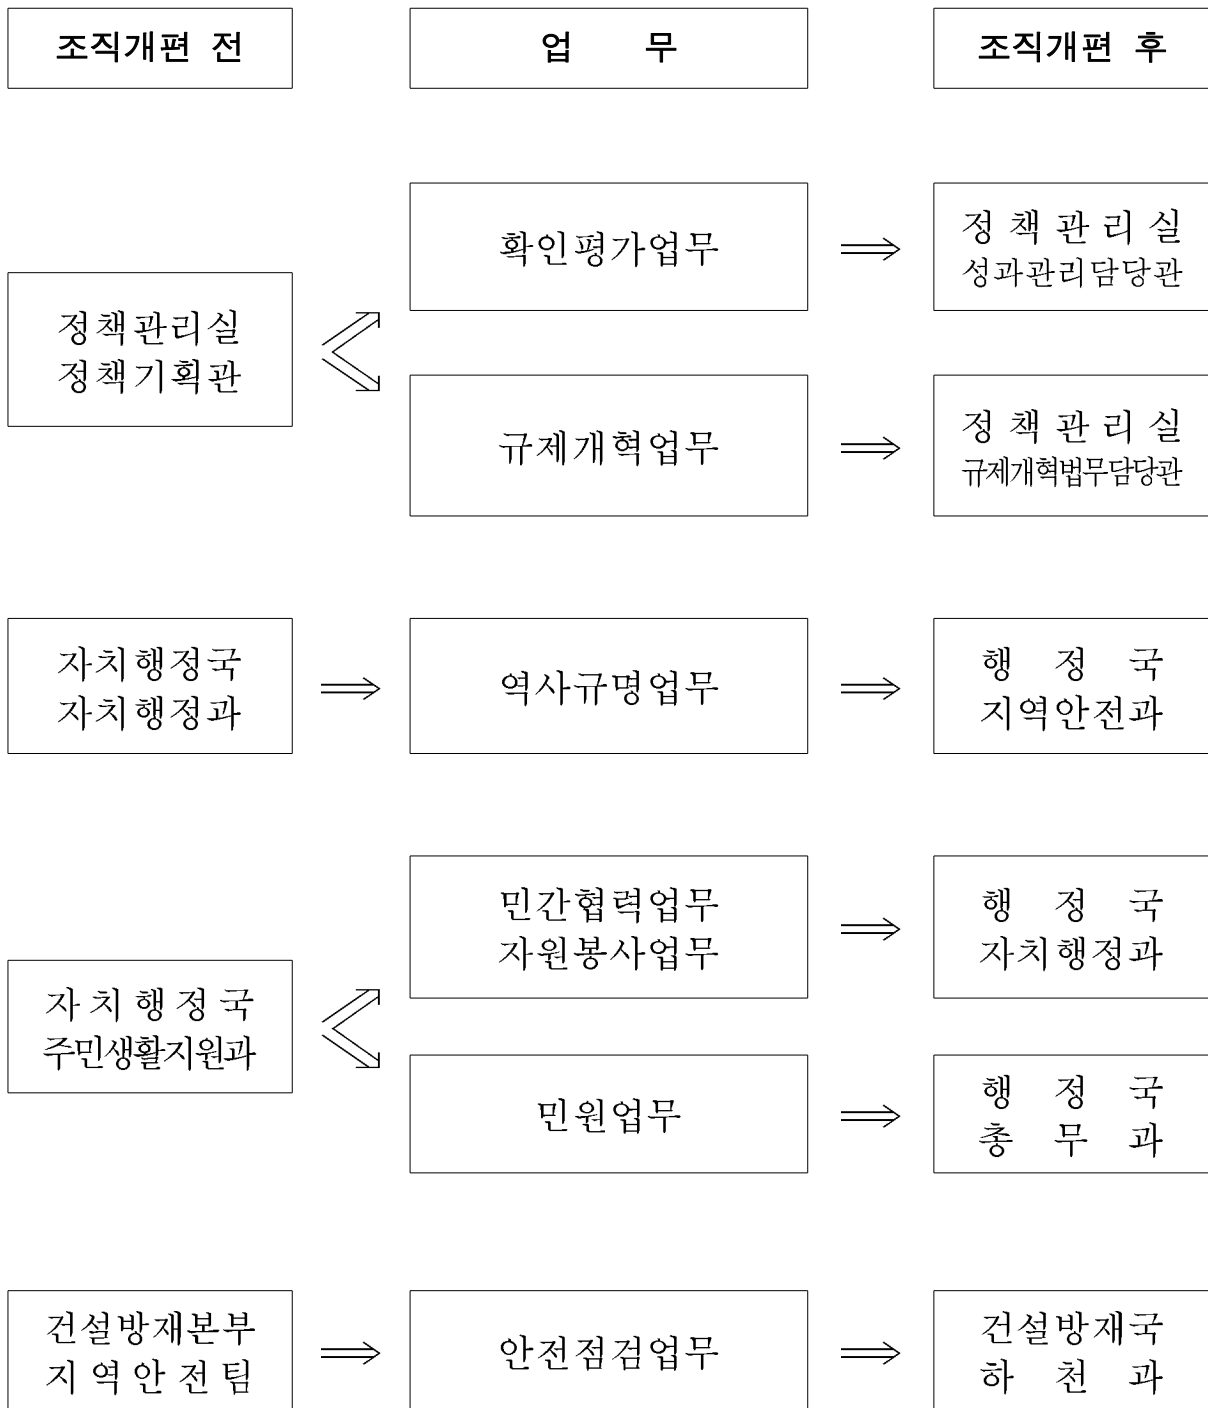 조직개편 전
업 무
조직개편 후
정책관리실
정책기획관
확인평가업무
정책관리실
성과관리담당관
규제개혁업무
정책관리실
규제개혁법무담당관
자치행정국
자치행정과
역사규명업무
행정국
지역안전과
자치행정국
주민생활지원과
민간협력업무
자원봉사업무
행정국
자치행정과
민원업무
행정국
총무과
건설방재본부
지역안전팀
안전점검업무
건설방재국
하천과